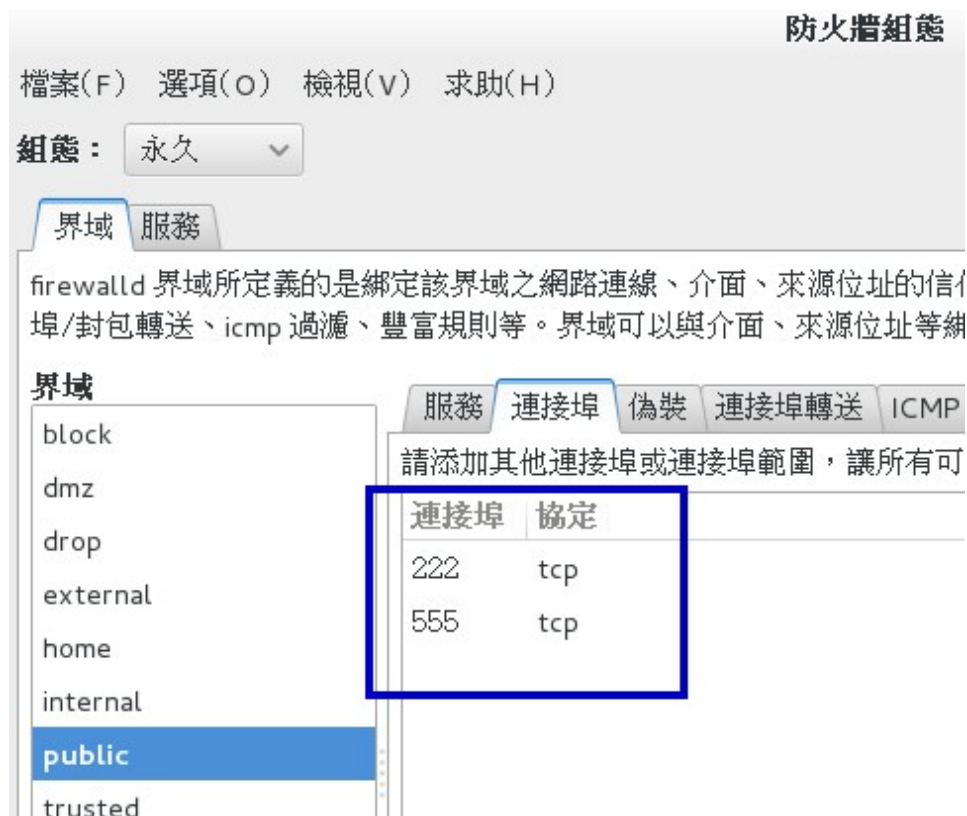 防火牆組態
檔案(F) 選項(O) 檢視(V) 求助(H)
組態： 永久
界域 服務
firewalld 界域所定義的是綁定該界域之網路連線、介面、來源位址的信
埠/封包轉送、icmp 過濾、豐富規則等。界域可以與介面、來源位址等綁
界域
服務 連接埠 偽裝 連接埠轉送 ICMP
請添加其他連接埠或連接埠範圍，讓所有可
連接埠 協定
222 tcp
555 tcp
block
dmz
drop
external
home
internal
public
trusted